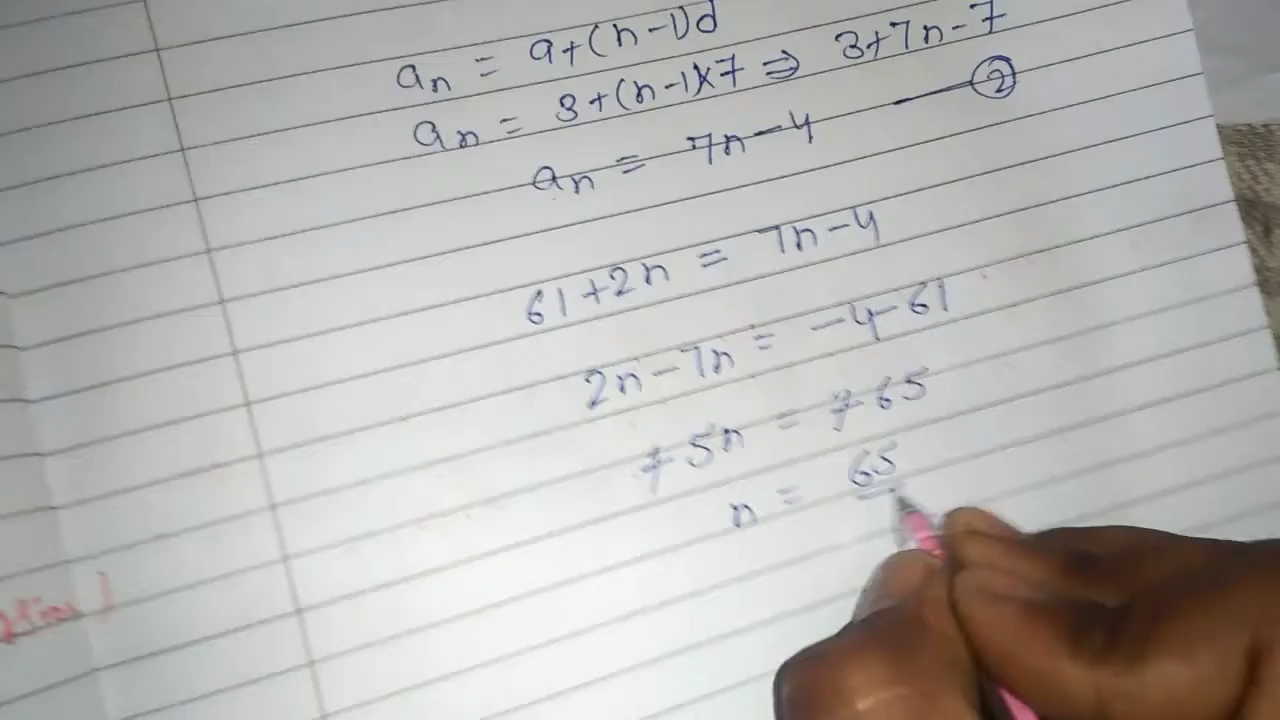 an = a+(n-1)d
an = 3+(n-1)×7 ⇒ 3+7n-7
an = 7n-4 — ②
61+2n = 7n-4
2n-7n = -4-61
-5n = -65
n = 65